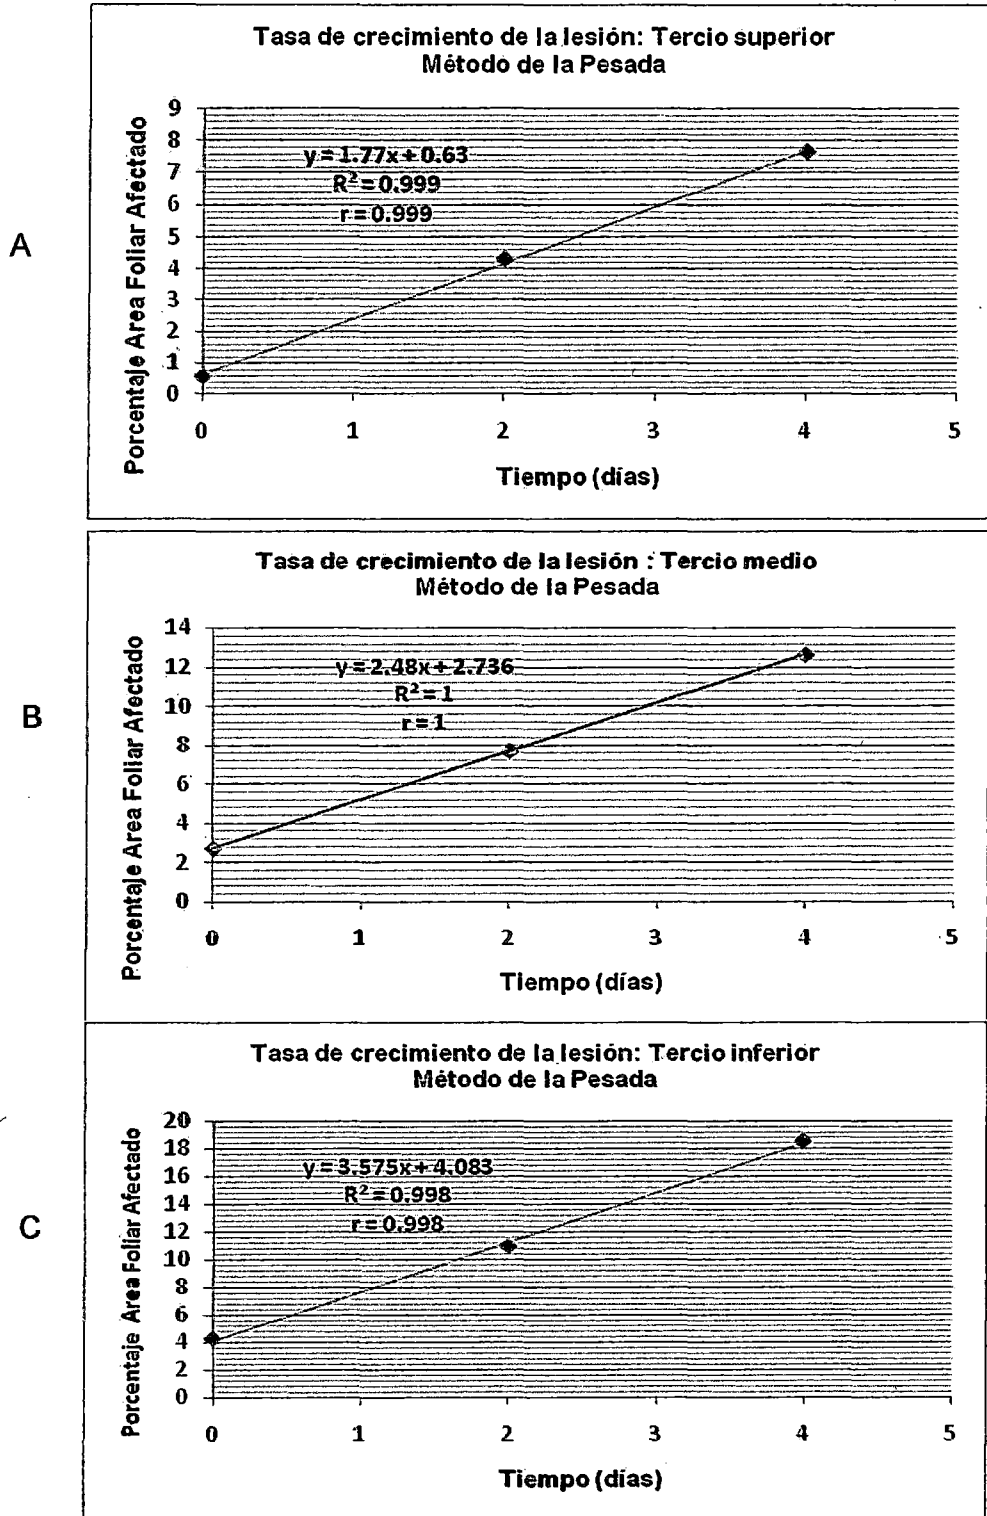 Tasa de crecimiento de la lesión: Tercio superior
Método de la Pesada
A
Porcentaje Area Foliar Afectado
9
8
7
6
5
4
3
2
1
0
y = 1.77x + 0.63
R² = 0.999
r = 0.999
0 1 2 3 4 5
Tiempo (días)
Tasa de crecimiento de la lesión : Tercio medio
Método de la Pesada
B
Porcentaje Area Foliar Afectado
14
12
10
8
6
4
2
0
y = 2.48x + 2.736
R² = 1
r = 1
0 1 2 3 4 5
Tiempo (días)
Tasa de crecimiento de la lesión: Tercio inferior
Método de la Pesada
C
Porcentaje Area Foliar Afectado
20
18
16
14
12
10
8
6
4
2
0
y = 3.575x + 4.083
R² = 0.998
r = 0.998
0 1 2 3 4 5
Tiempo (días)